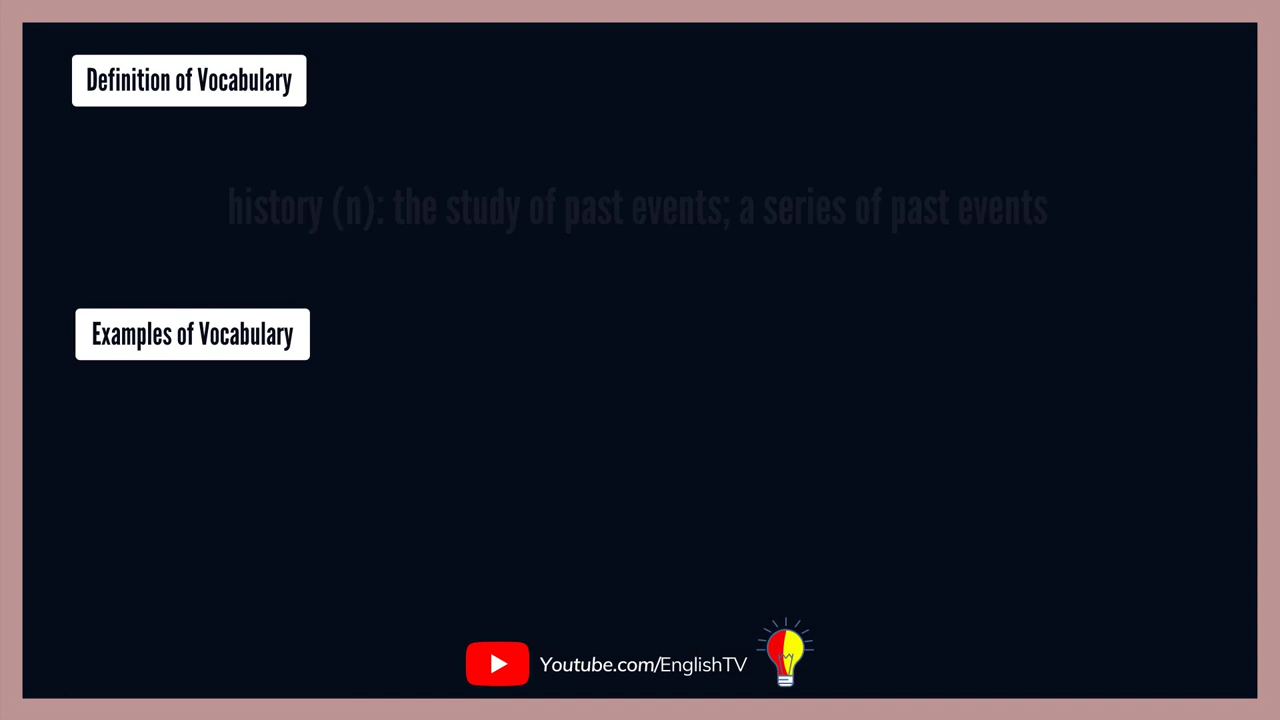 Definition of Vocabulary
history (n): the study of past events; a series of past events
Examples of Vocabulary
Youtube.com/EnglishTV